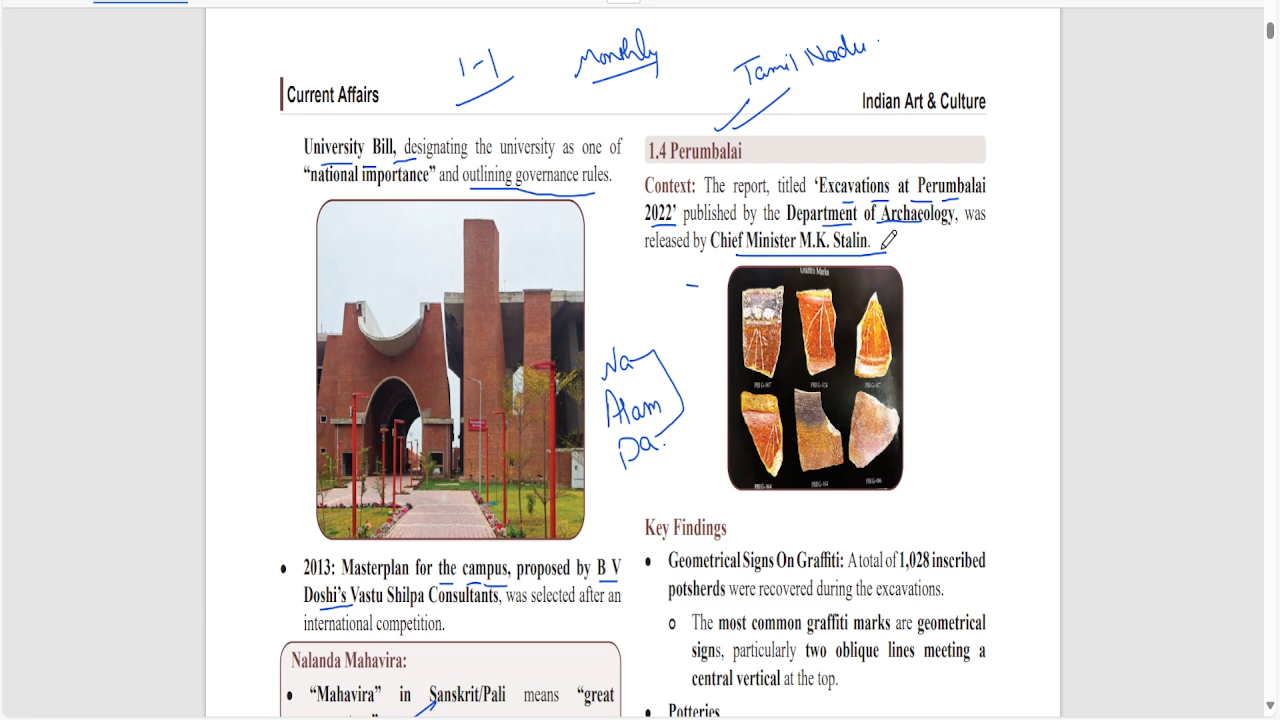 1-1
Monthly
Tamil Nadu
Current Affairs
Indian Art & Culture
University Bill, designating the university as one of
“national importance” and outlining governance rules.
2013: Masterplan for the campus, proposed by B V
Doshi’s Vastu Shilpa Consultants, was selected after an
international competition.
Nalanda Mahavira:
“Mahavira” in Sanskrit/Pali means “great
Na
Alam
Da
1.4 Perumbalai
Context: The report, titled ‘Excavations at Perumbalai
2022’ published by the Department of Archaeology, was
released by Chief Minister M.K. Stalin.
Graffiti Marks
Key Findings
Geometrical Signs On Graffiti: A total of 1,028 inscribed
potsherds were recovered during the excavations.
The most common graffiti marks are geometrical
signs, particularly two oblique lines meeting a
central vertical at the top.
Potteries